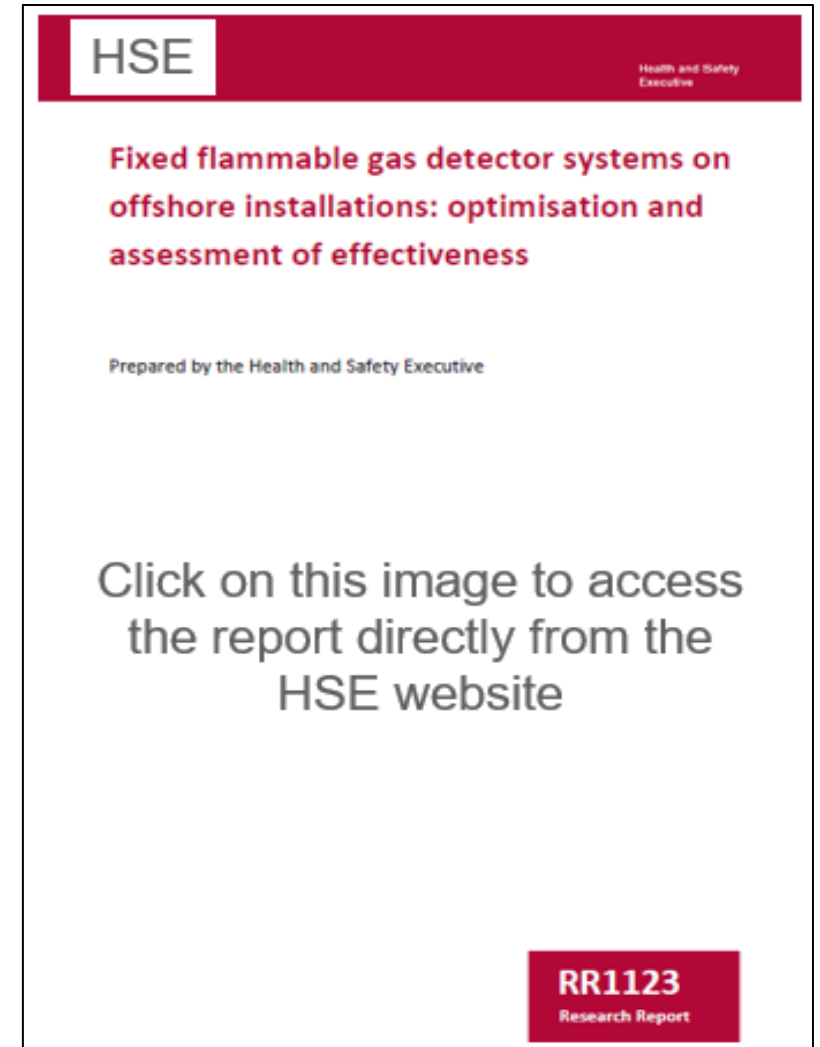 HSE
Health and Safety
Executive
Fixed flammable gas detector systems on
offshore installations: optimisation and
assessment of effectiveness
Prepared by the Health and Safety Executive
Click on this image to access
the report directly from the
HSE website
RR1123
Research Report